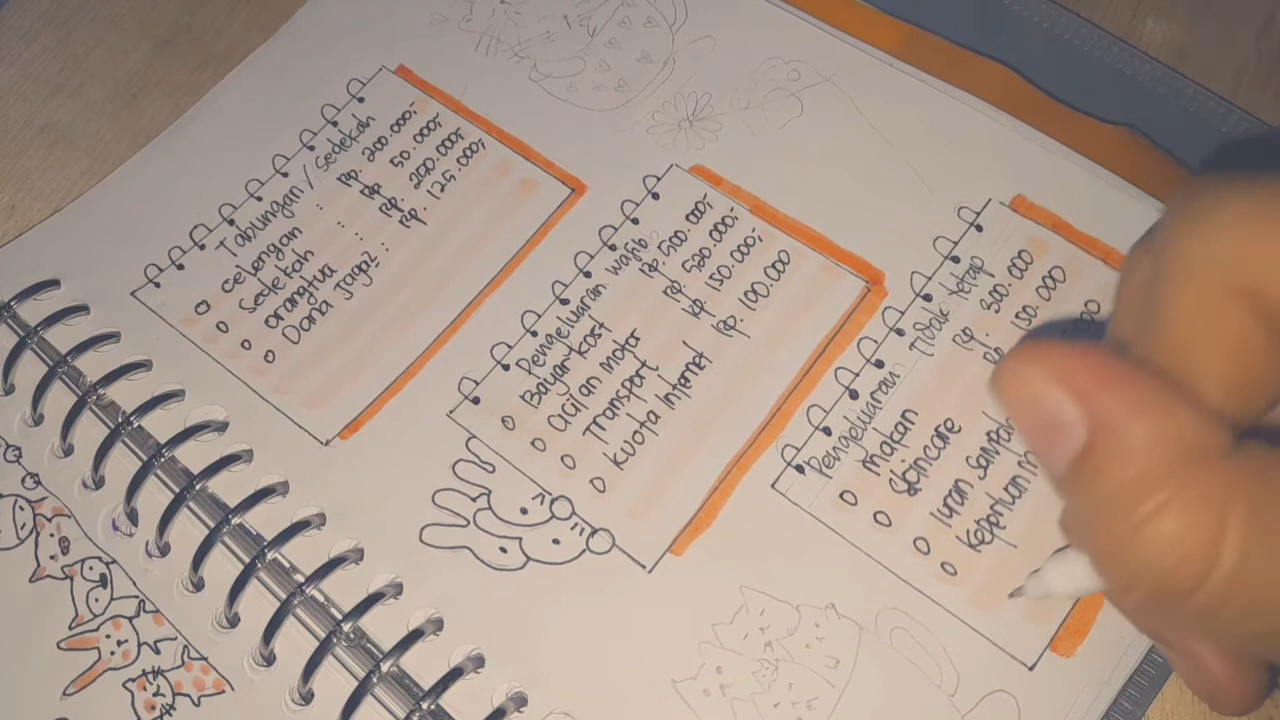 Tabungan / Sedekah
celengan : Rp. 200.000,-
Sedekah : Rp 50.000,-
orangtua : Rp. 200.000,-
Dana Jaga2 : Rp. 125.000,-
Pengeluaran wajib
Bayar kost Rp. 500.000,-
cicilan motor Rp 520.000,-
Transport Rp 150.000,-
Kuota Internet Rp. 100.000
Pengeluaran Tidak tetap
makan Rp. 300.000
Skincare Rp 150.000
Iuran sampah